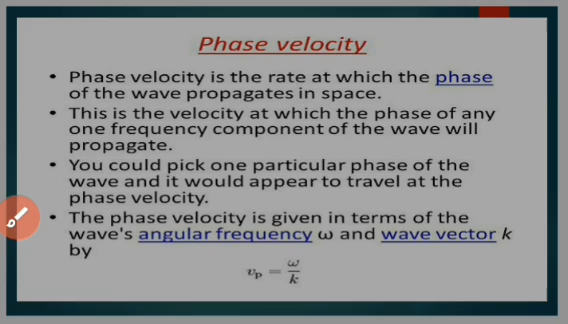 Phase velocity
• Phase velocity is the rate at which the phase
of the wave propagates in space.
• This is the velocity at which the phase of any
one frequency component of the wave will
propagate.
• You could pick one particular phase of the
wave and it would appear to travel at the
phase velocity.
• The phase velocity is given in terms of the
wave's angular frequency ω and wave vector k
by
v_p = ω/k